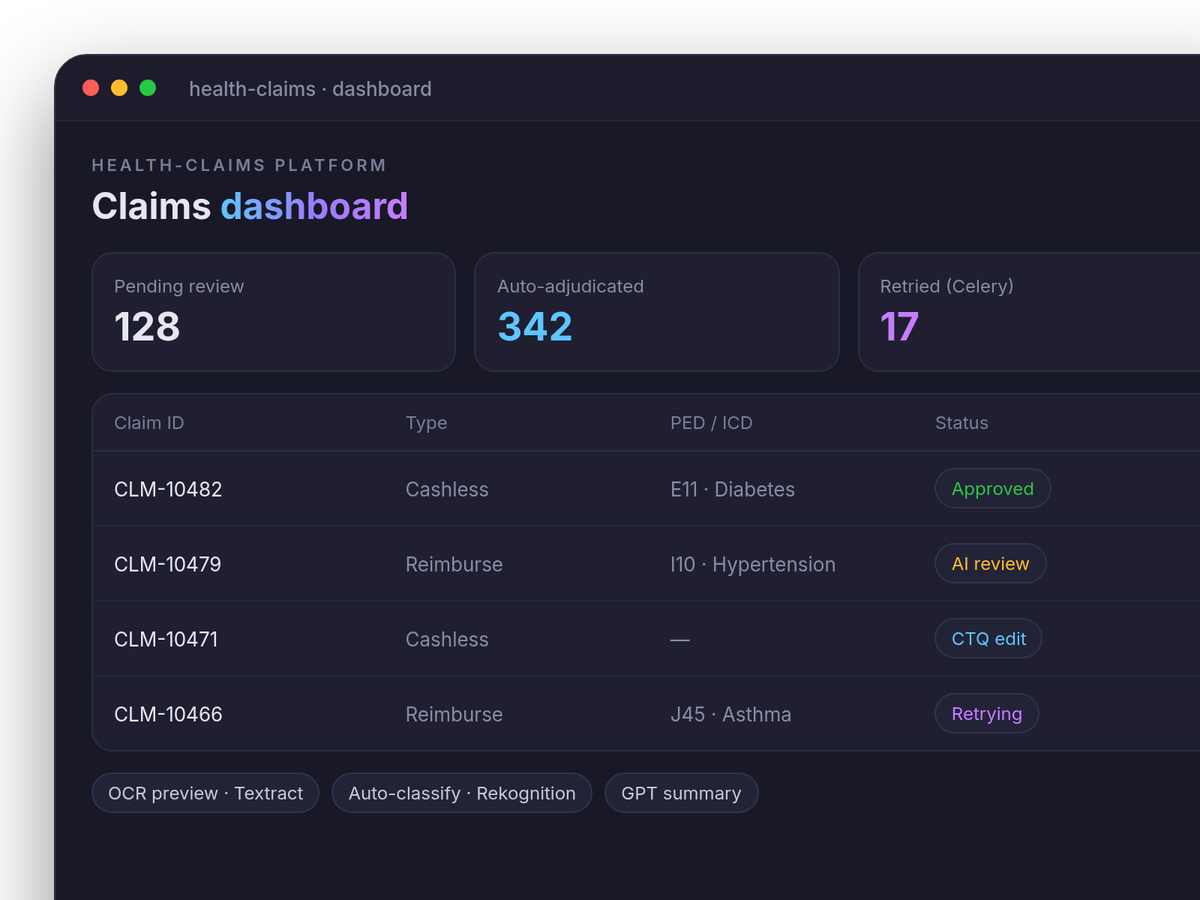 health-claims · dashboard
HEALTH-CLAIMS PLATFORM
Claims dashboard
Pending review Auto-adjudicated Retried (Celery)
128 342 17
Claim ID Type PED / ICD Status
CLM-10482 Cashless E11 · Diabetes Approved
CLM-10479 Reimburse I10 · Hypertension AI review
CLM-10471 Cashless — CTQ edit
CLM-10466 Reimburse J45 · Asthma Retrying
OCR preview · Textract Auto-classify · Rekognition GPT summary